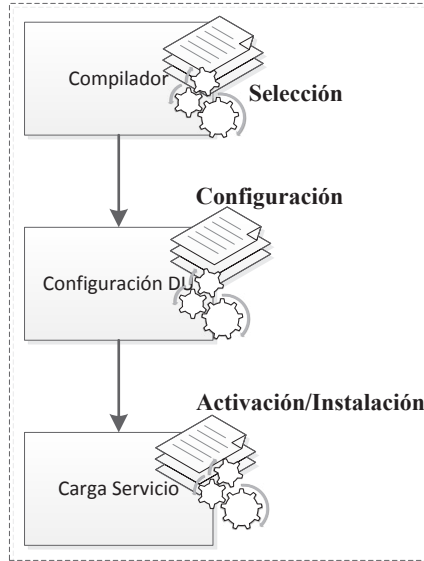 Compilador
Selección
Configuración
Configuración DU
Activación/Instalación
Carga Servicio